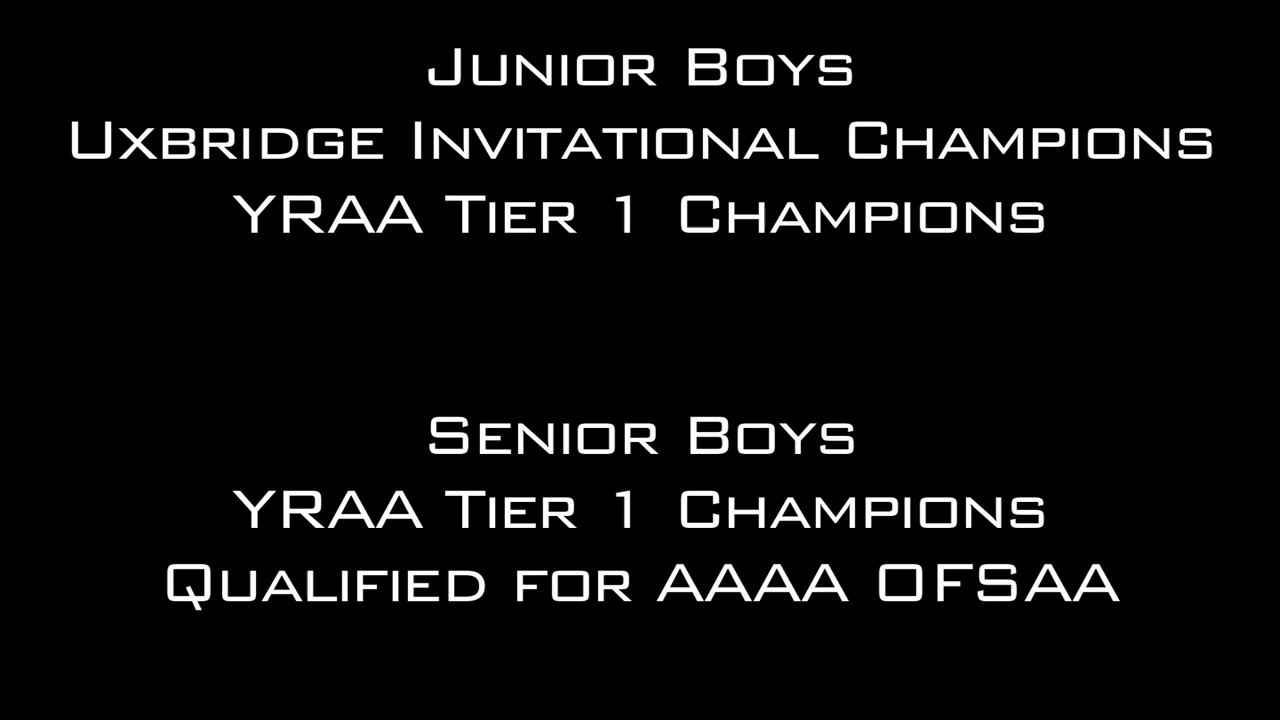 Junior Boys
Uxbridge Invitational Champions
YRAA Tier 1 Champions
Senior Boys
YRAA Tier 1 Champions
Qualified for AAAA OFSAA